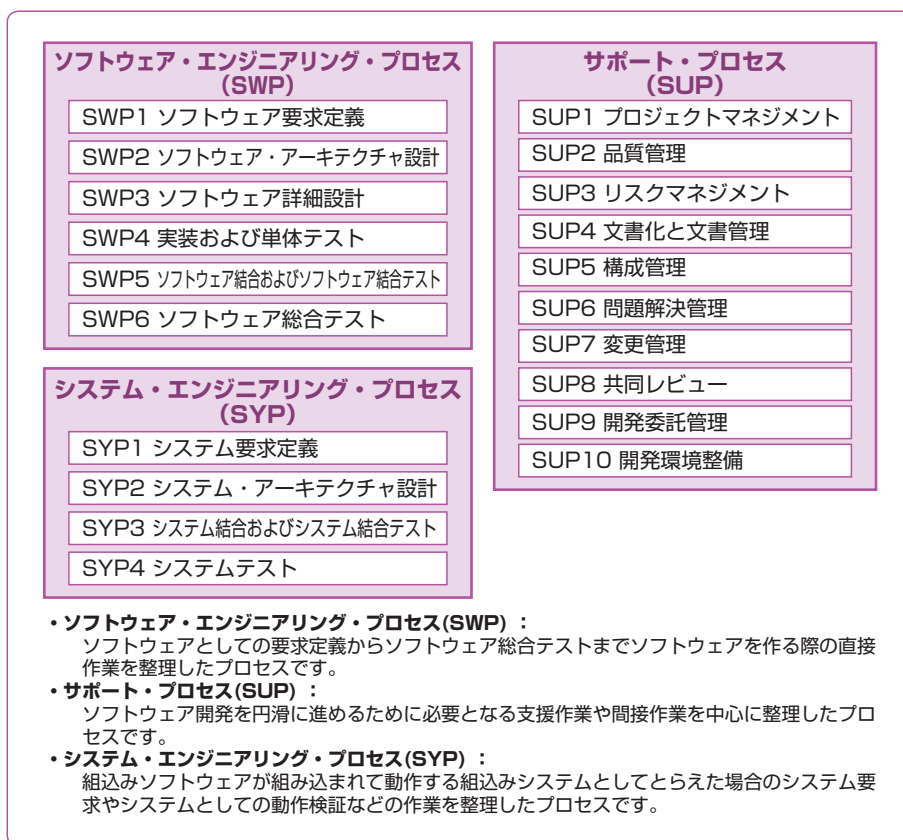 ソフトウェア・エンジニアリング・プロセス
(SWP)
SWP1 ソフトウェア要求定義
SWP2 ソフトウェア・アーキテクチャ設計
SWP3 ソフトウェア詳細設計
SWP4 実装および単体テスト
SWP5 ソフトウェア結合およびソフトウェア結合テスト
SWP6 ソフトウェア総合テスト
システム・エンジニアリング・プロセス
(SYP)
SYP1 システム要求定義
SYP2 システム・アーキテクチャ設計
SYP3 システム結合およびシステム結合テスト
SYP4 システムテスト
サポート・プロセス
(SUP)
SUP1 プロジェクトマネジメント
SUP2 品質管理
SUP3 リスクマネジメント
SUP4 文書化と文書管理
SUP5 構成管理
SUP6 問題解決管理
SUP7 変更管理
SUP8 共同レビュー
SUP9 開発委託管理
SUP10 開発環境整備
・ソフトウェア・エンジニアリング・プロセス(SWP) :
ソフトウェアとしての要求定義からソフトウェア総合テストまでソフトウェアを作る際の直接
作業を整理したプロセスです。
・サポート・プロセス(SUP) :
ソフトウェア開発を円滑に進めるために必要となる支援作業や間接作業を中心に整理したプロ
セスです。
・システム・エンジニアリング・プロセス(SYP) :
組込みソフトウェアが組み込まれて動作する組込みシステムとしてとらえた場合のシステム要
求やシステムとしての動作検証などの作業を整理したプロセスです。